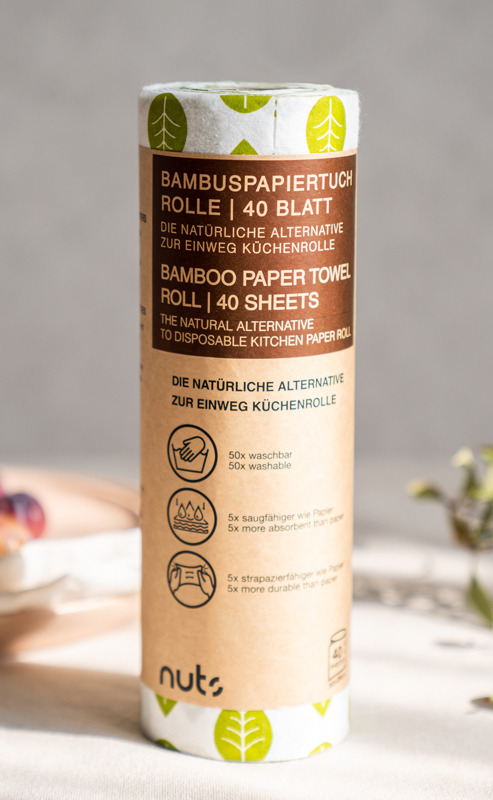 BAMBUSPAPIERTUCH
ROLLE | 40 BLATT
DIE NATÜRLICHE ALTERNATIVE
ZUR EINWEG KÜCHENROLLE
BAMBOO PAPER TOWEL
ROLL | 40 SHEETS
THE NATURAL ALTERNATIVE
TO DISPOSABLE KITCHEN PAPER ROLL
DIE NATÜRLICHE ALTERNATIVE
ZUR EINWEG KÜCHENROLLE
50x waschbar
50x washable
5x saugfähiger wie Papier
5x more absorbent than paper
5x strapazierfähiger wie Papier
5x more durable than paper
40
nuts